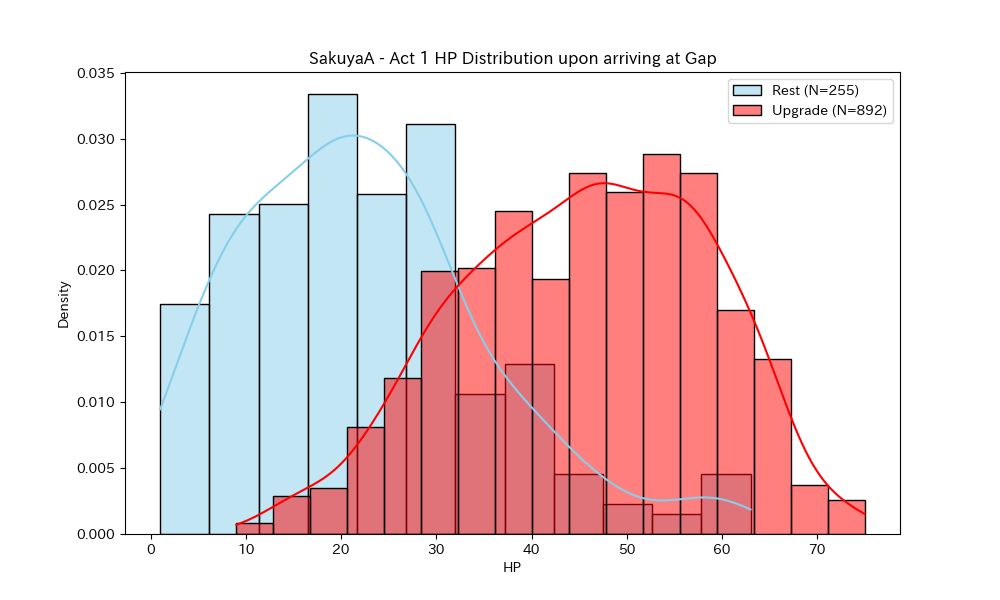 SakuyaA - Act 1 HP Distribution upon arriving at Gap
Rest (N=255)
Upgrade (N=892)
Density
0.035
0.030
0.025
0.020
0.015
0.010
0.005
0.000
0 10 20 30 40 50 60 70
HP